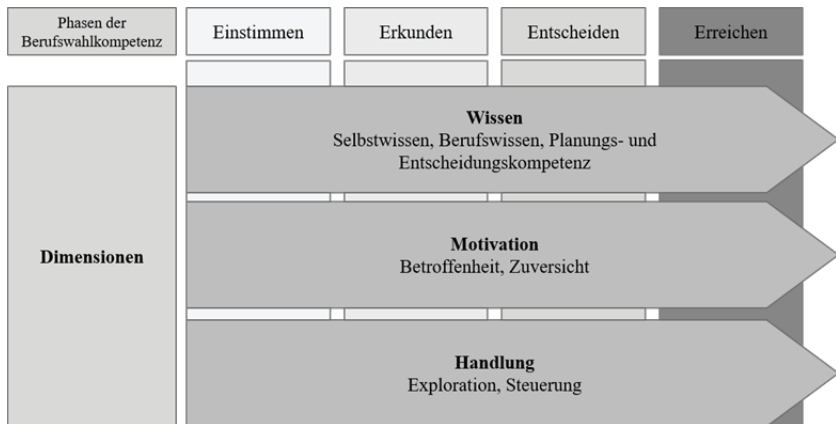 Phasen der
Berufswahlkompetenz
Einstimmen
Erkunden
Entscheiden
Erreichen
Dimensionen
Wissen
Selbstwissen, Berufswissen, Planungs- und
Entscheidungskompetenz
Motivation
Betroffenheit, Zuversicht
Handlung
Exploration, Steuerung